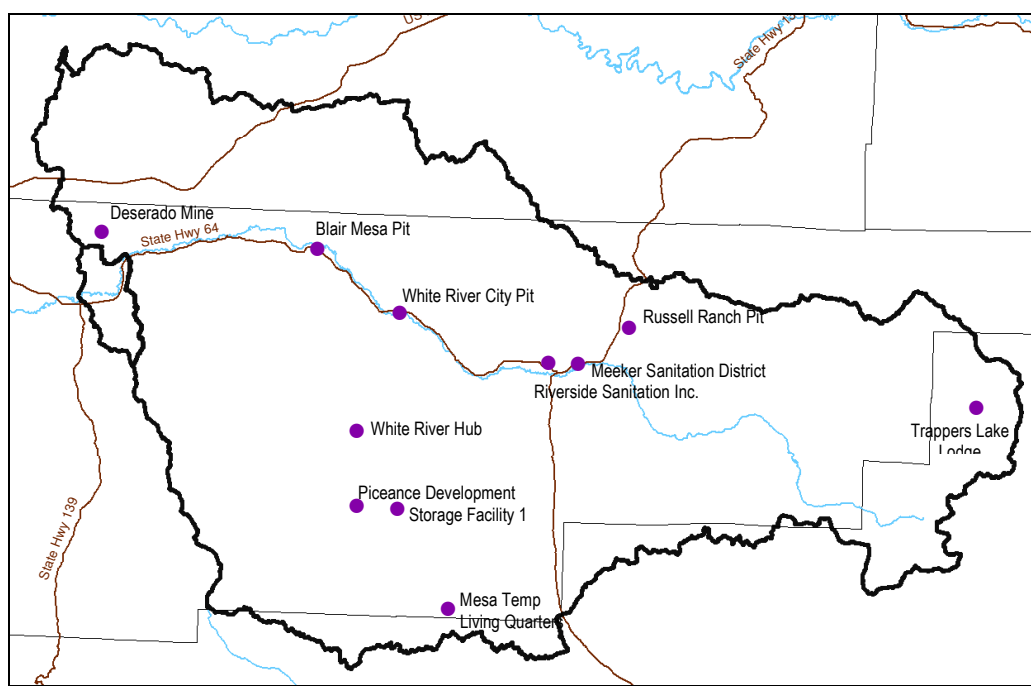 US
State Hwy 13
Deserado Mine
State Hwy 64
Blair Mesa Pit
White River City Pit
Russell Ranch Pit
Meeker Sanitation District
Riverside Sanitation Inc.
Trappers Lake
Lodge
White River Hub
Piceance Development
Storage Facility 1
State Hwy 139
Mesa Temp
Living Quarters